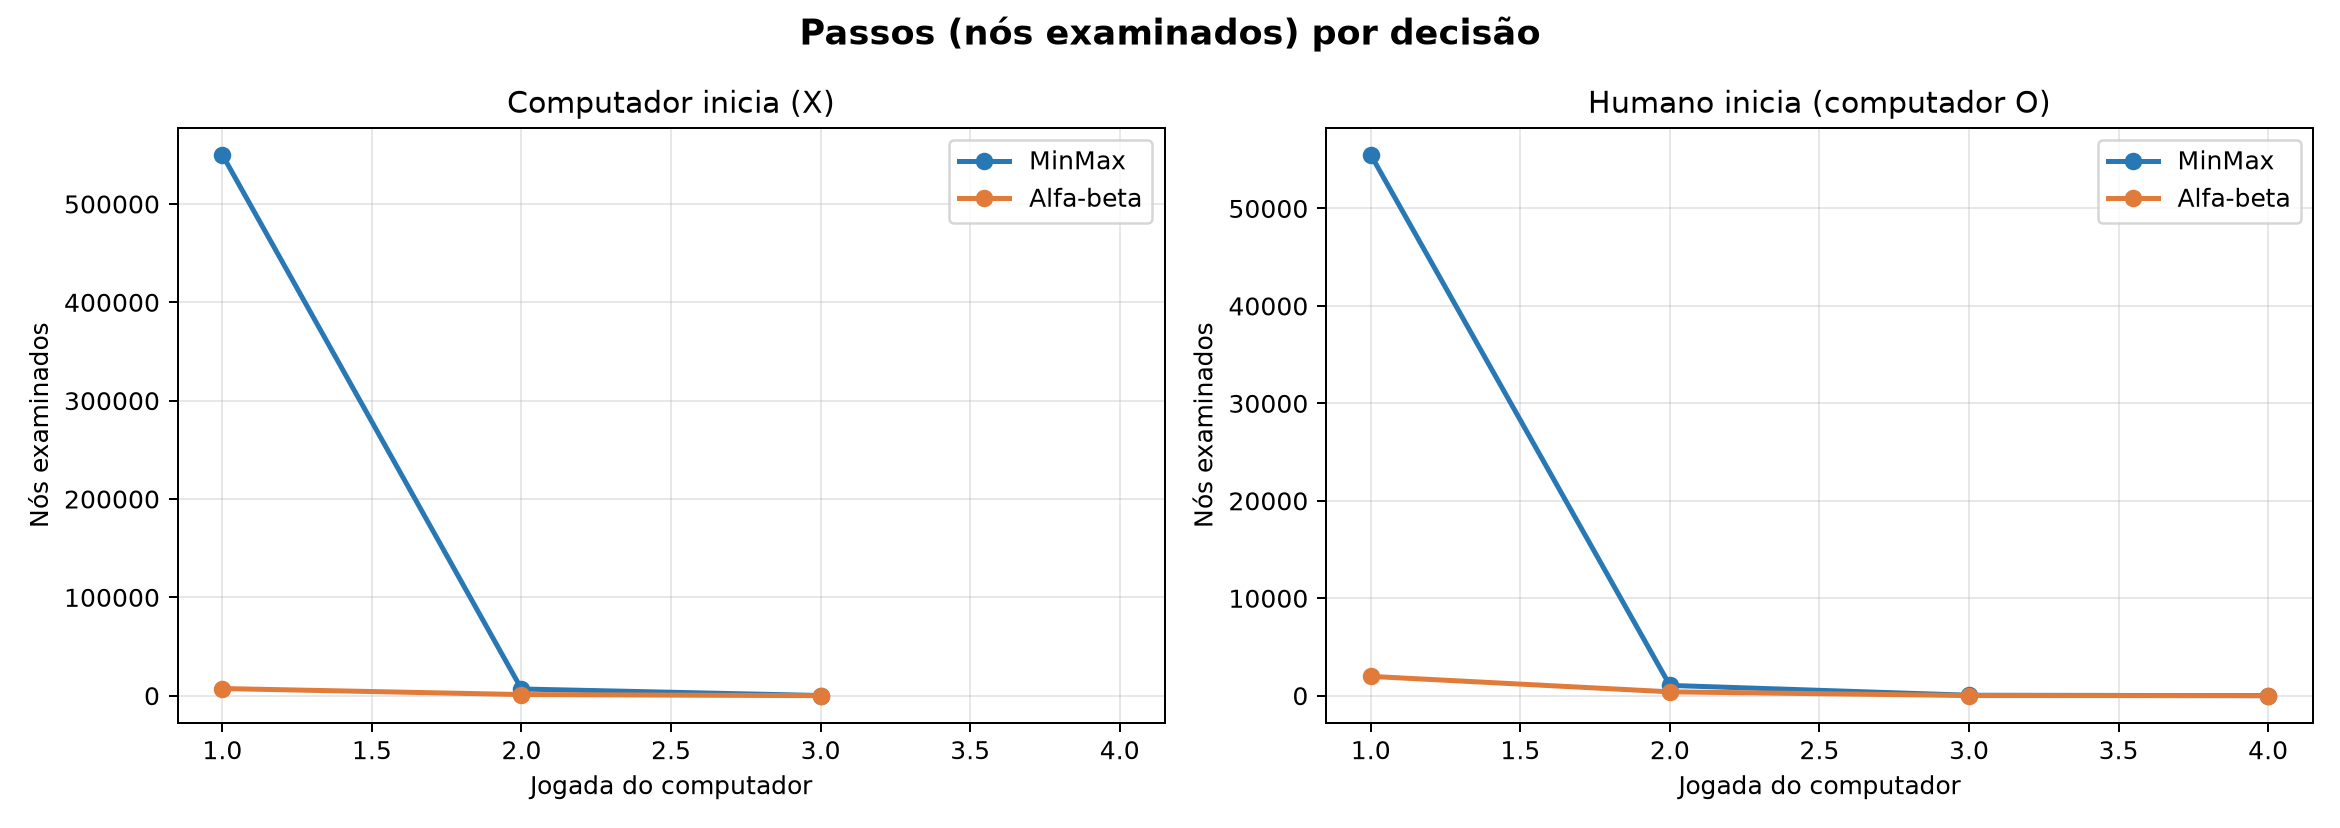 Passos (nós examinados) por decisão
Computador inicia (X)
MinMax
Alfa-beta
Nós examinados
500000
400000
300000
200000
100000
0
1.0 1.5 2.0 2.5 3.0 3.5 4.0
Jogada do computador
Humano inicia (computador O)
MinMax
Alfa-beta
Nós examinados
50000
40000
30000
20000
10000
0
1.0 1.5 2.0 2.5 3.0 3.5 4.0
Jogada do computador